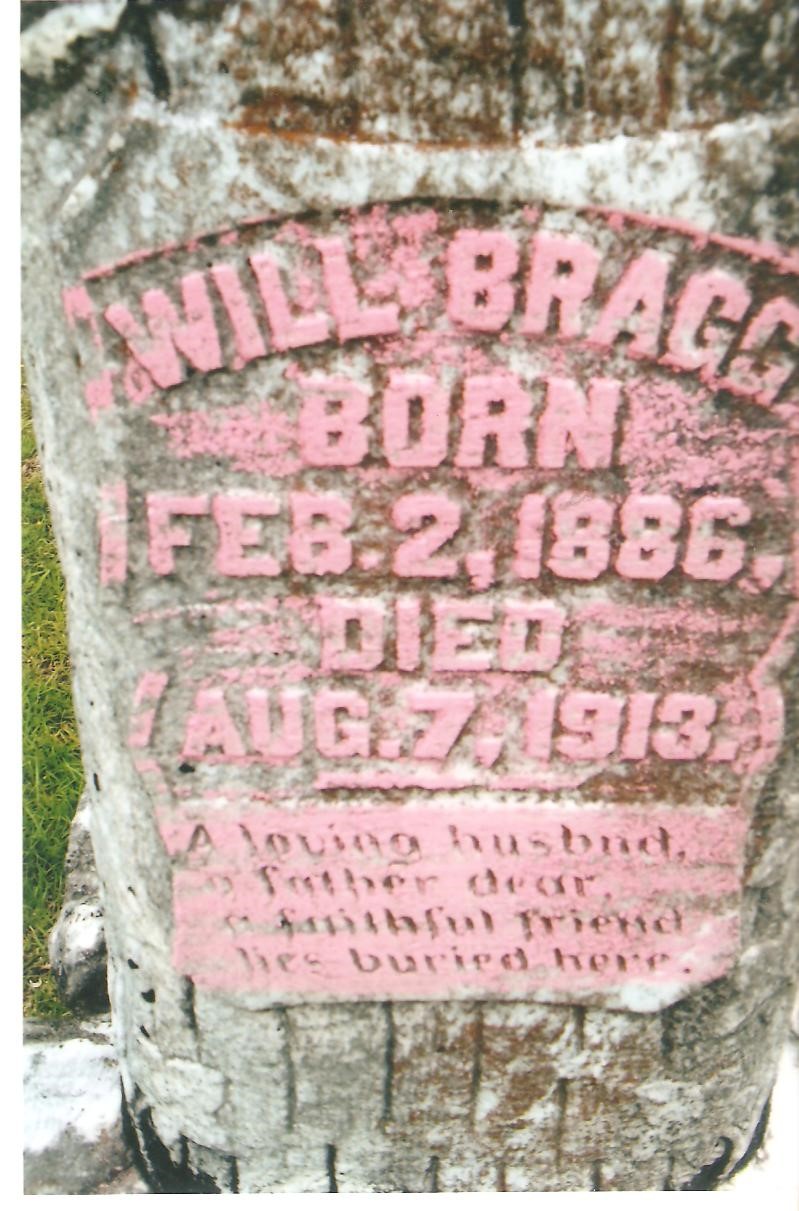 WILL BRAGG
BORN
FEB. 2, 1886.
DIED
AUG. 7, 1913.
A loving husbnd,
a father dear,
a faithful friend
lies buried here.